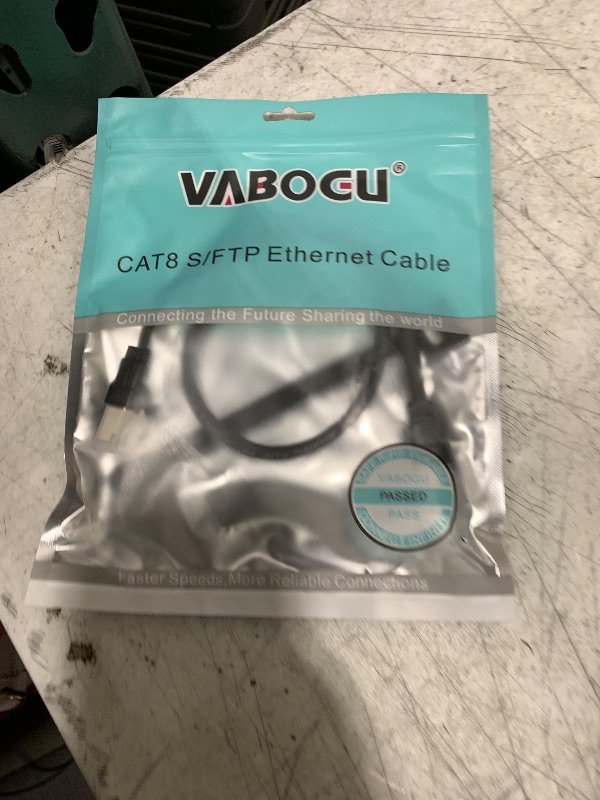 VABOGU®
CAT8 S/FTP Ethernet Cable
Connecting the Future Sharing the world
VABOGU
PASSED
PASS
Faster Speeds,More Reliable Connections